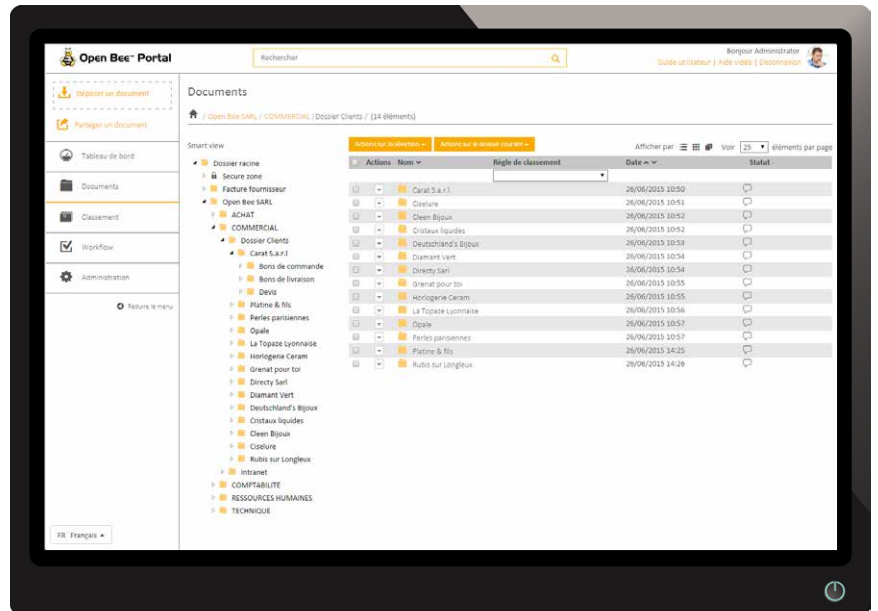 Open Bee™ Portal
Rechercher
Bonjour Administrator
Guide utilisateur | Aide vidéo | Déconnexion
Déposer un document
Partager un document
Tableau de bord
Documents
Classement
Workflow
Administration
Réduire le menu
FR Français
Documents
/ Open Bee SARL / COMMERCIAL / Dossier Clients / (14 éléments)
Smart view
Dossier racine
Secure zone
Facture fournisseur
Open Bee SARL
ACHAT
COMMERCIAL
Dossier Clients
Carat S.a.r.l
Bons de commande
Bons de livraison
Devis
Platine & fils
Perles parisiennes
Opale
La Topaze Lyonnaise
Horlogerie Ceram
Grenat pour toi
Directy Sarl
Diamant Vert
Deutschland's Bijoux
Cristaux liquides
Cleen Bijoux
Ciselure
Rubis sur Longleux
Intranet
COMPTABILITE
RESSOURCES HUMAINES
TECHNIQUE
Actions sur la sélection Actions sur le dossier courant
Afficher par Voir 25 éléments par page
Actions Nom Règle de classement Date Statut
Carat S.a.r.l 26/06/2015 10:50
Ciselure 26/06/2015 10:51
Cleen Bijoux 26/06/2015 10:52
Cristaux liquides 26/06/2015 10:52
Deutschland's Bijoux 26/06/2015 10:53
Diamant Vert 26/06/2015 10:54
Directy Sarl 26/06/2015 10:54
Grenat pour toi 26/06/2015 10:55
Horlogerie Ceram 26/06/2015 10:55
La Topaze Lyonnaise 26/06/2015 10:56
Opale 26/06/2015 10:57
Perles parisiennes 26/06/2015 10:57
Platine & fils 26/06/2015 14:25
Rubis sur Longleux 26/06/2015 14:26